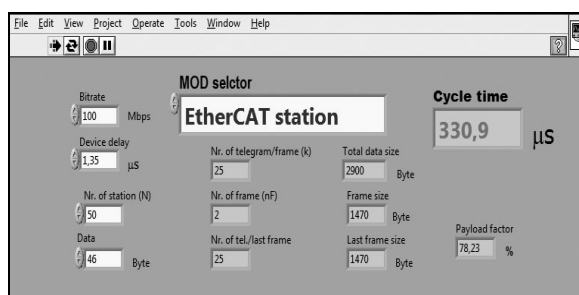 File Edit View Project Operate Tools Window Help
?
MOD selctor
EtherCAT station
Bitrate
100 Mbps
Device delay
1,35 µS
Nr. of station (N)
50
Data
46 Byte
Nr. of telegram/frame (k)
25
Nr. of frame (nF)
2
Nr. of tel./last frame
25
Total data size
2900 Byte
Frame size
1470 Byte
Last frame size
1470 Byte
Cycle time
330,9 µS
Payload factor
78,23 %